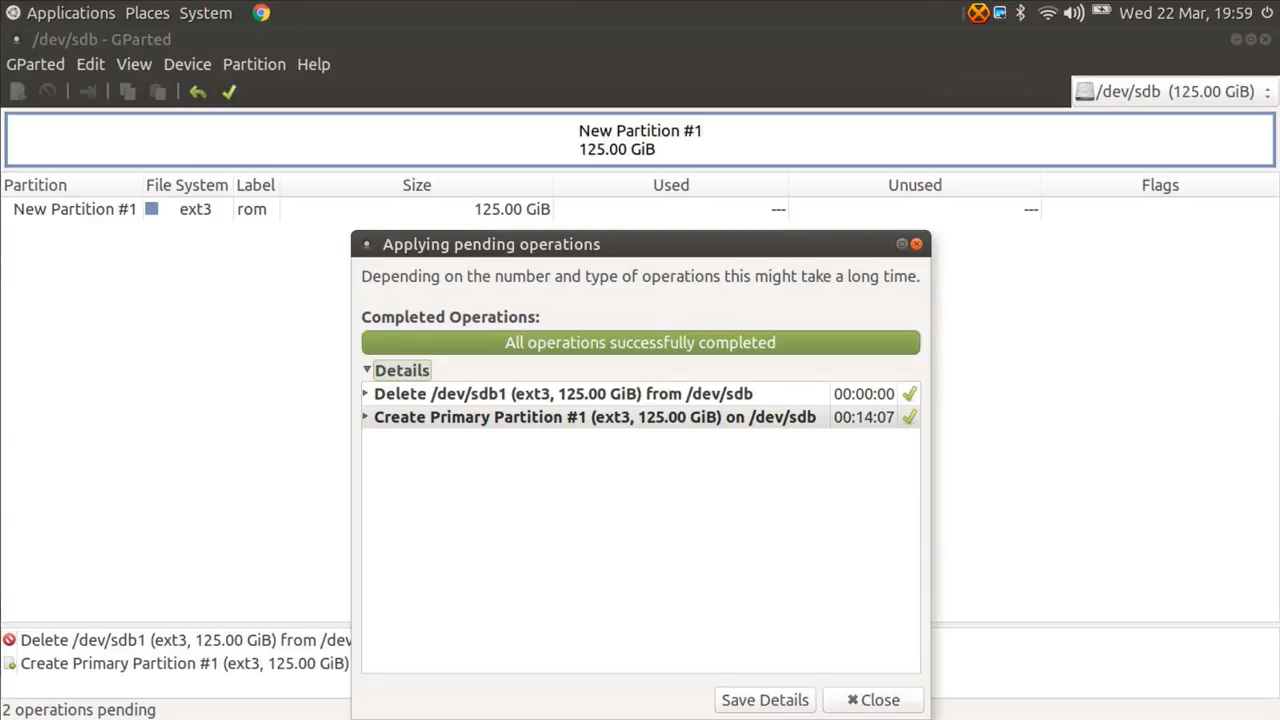 Applications Places System Wed 22 Mar, 19:59
/dev/sdb - GParted
GParted Edit View Device Partition Help
/dev/sdb (125.00 GiB)
New Partition #1
125.00 GiB
Partition File System Label Size Used Unused Flags
New Partition #1 ext3 rom 125.00 GiB --- ---
Applying pending operations
Depending on the number and type of operations this might take a long time.
Completed Operations:
All operations successfully completed
Details
Delete /dev/sdb1 (ext3, 125.00 GiB) from /dev/sdb 00:00:00
Create Primary Partition #1 (ext3, 125.00 GiB) on /dev/sdb 00:14:07
Delete /dev/sdb1 (ext3, 125.00 GiB) from /dev
Create Primary Partition #1 (ext3, 125.00 GiB)
Save Details Close
2 operations pending